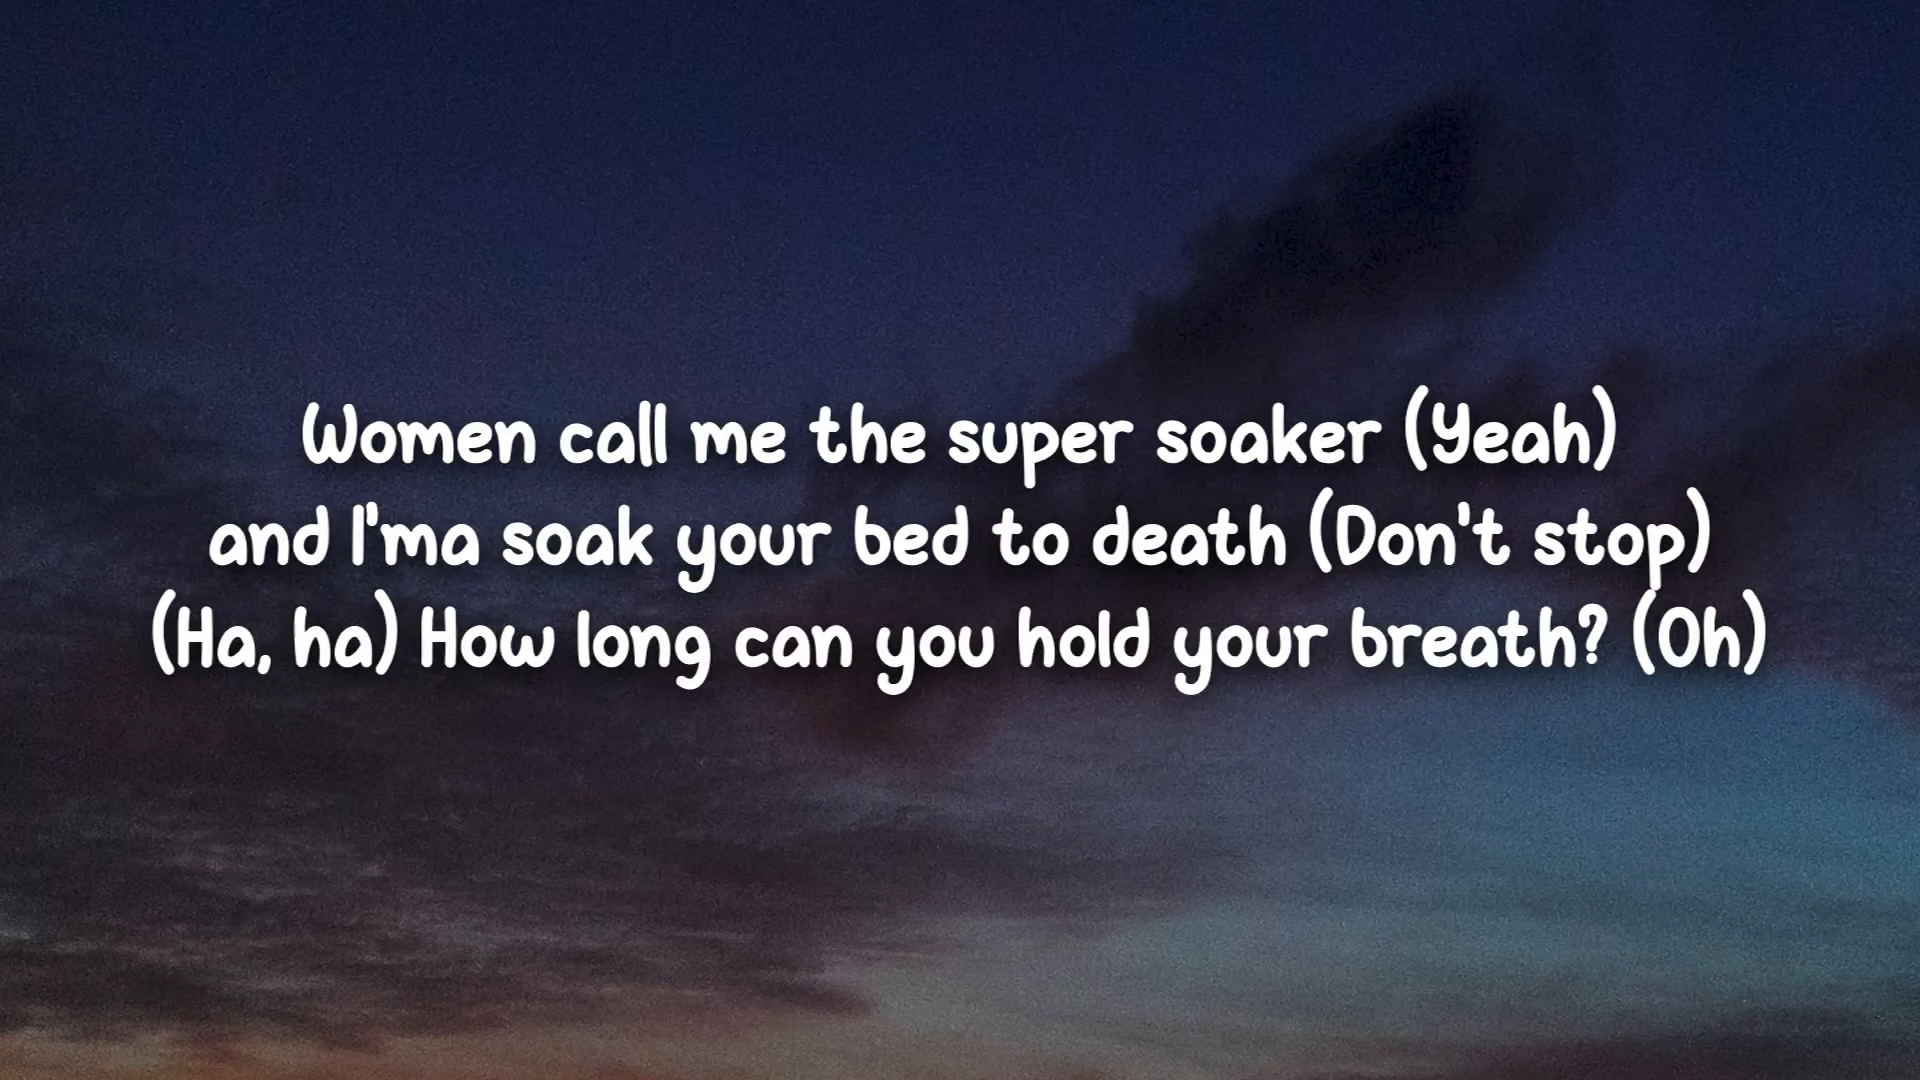 Women call me the super soaker (Yeah)
and I'ma soak your bed to death (Don't stop)
(Ha, ha) How long can you hold your breath? (Oh)